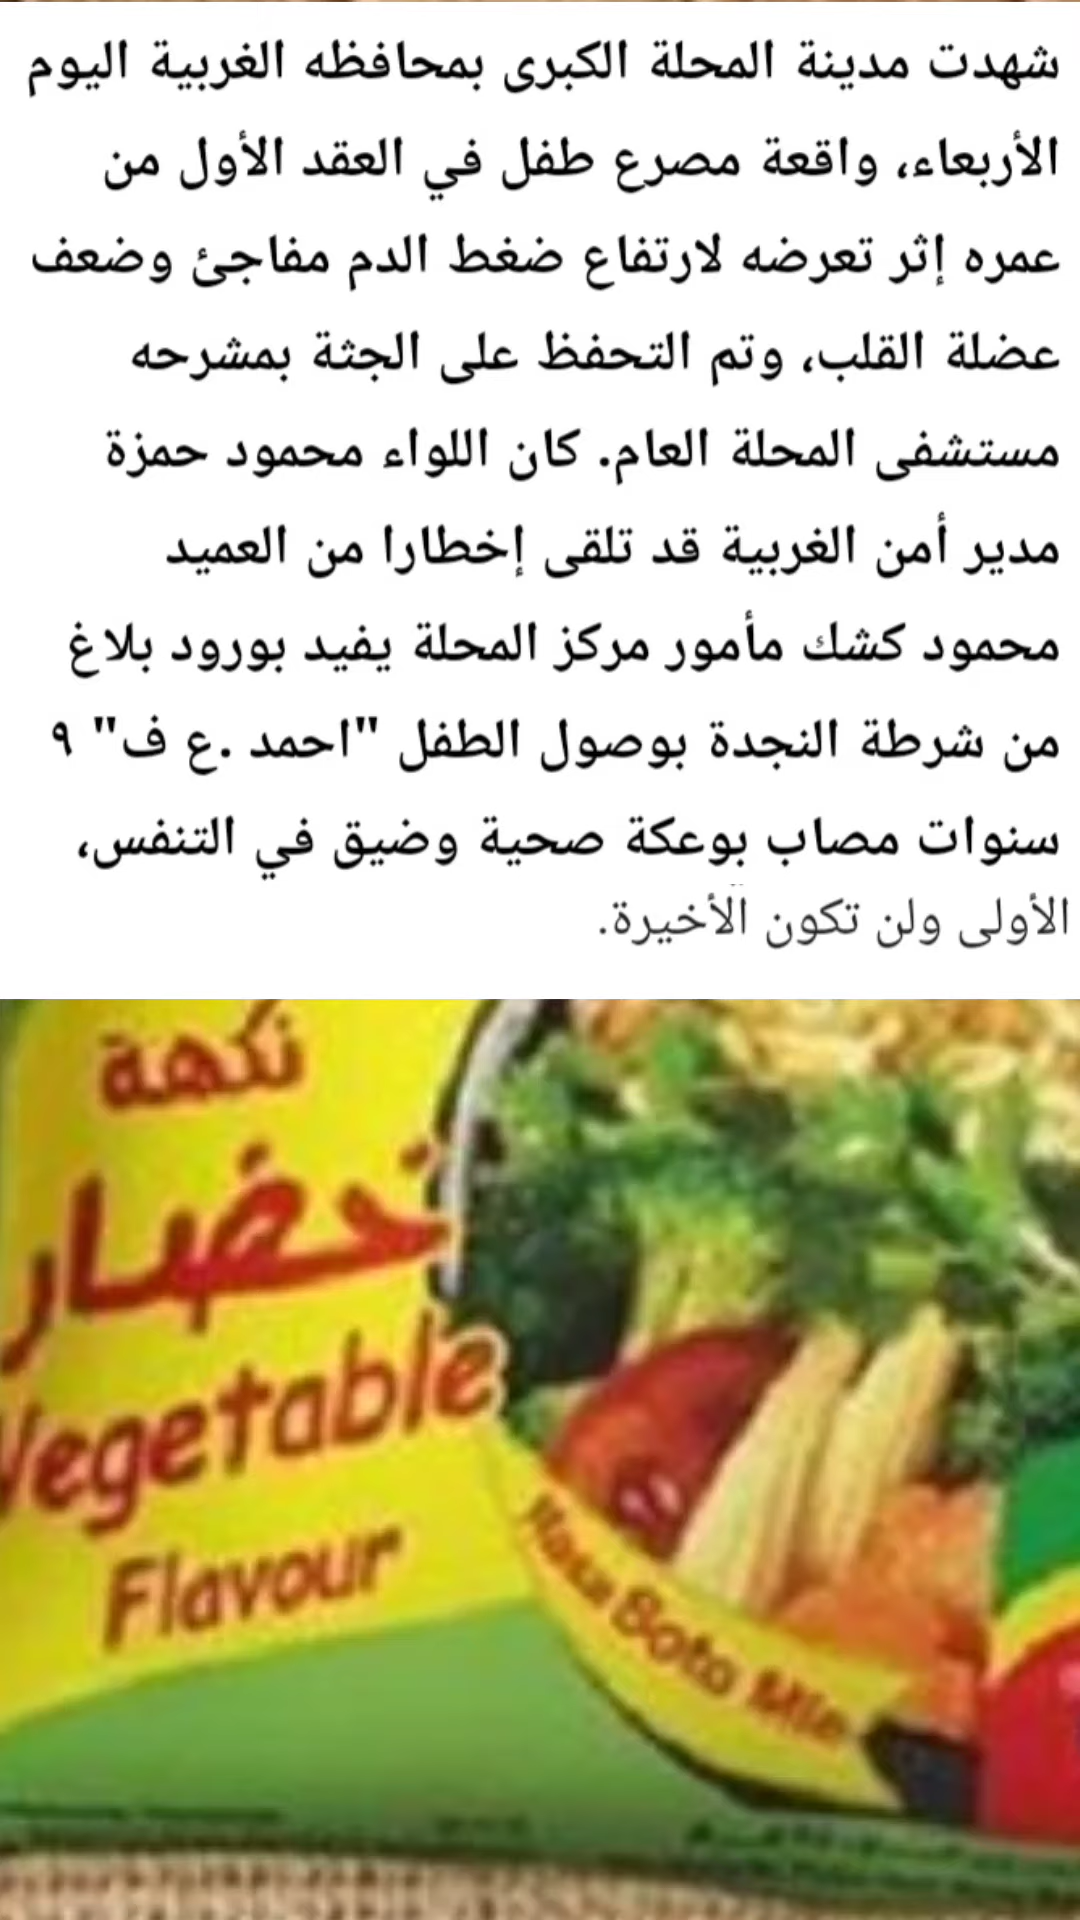 شهدت مدينة المحلة الكبرى بمحافظه الغربية اليوم
الأربعاء، واقعة مصرع طفل في العقد الأول من
عمره إثر تعرضه لارتفاع ضغط الدم مفاجئ وضعف
عضلة القلب، وتم التحفظ على الجثة بمشرحه
مستشفى المحلة العام. كان اللواء محمود حمزة
مدير أمن الغربية قد تلقى إخطارا من العميد
محمود كشك مأمور مركز المحلة يفيد بورود بلاغ
من شرطة النجدة بوصول الطفل "احمد .ع ف" ٩
سنوات مصاب بوعكة صحية وضيق في التنفس،
الأولى ولن تكون الأخيرة.
نكهة
خضار
Vegetable
Flavour
Rasa Soto Mie